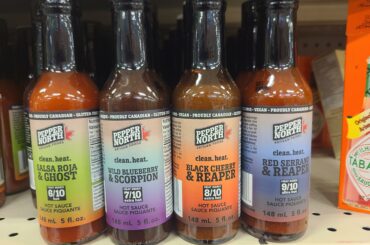 PROUDLY CANADIAN • GLUTEN
PEPPER
NORTH
clean. heat.
SALSA ROJA
& GHOST
8/10
HOT SAUCE
SAUCE PIQUANTE
148 mL 5 fl. oz.
PROUDLY CANADIAN
PEPPER
NORTH
clean. heat.
WILD BLUEBERRY
& SCORPION
7/10
HOT SAUCE
SAUCE PIQUANTE
148 mL 5 fl. oz.
VEGAN • PROUDLY CANADIAN
PEPPER
NORTH
clean. heat.
BLACK CHERRY
& REAPER
8/10
HOT SAUCE
SAUCE PIQUANTE
148 mL 5 fl. oz.
VEGAN • PROUDLY CANADIAN
PEPPER
NORTH
clean. heat.
RED SERRANO
& REAPER
9/10
HOT SAUCE
SAUCE PIQUANTE
148 mL 5 fl. oz.